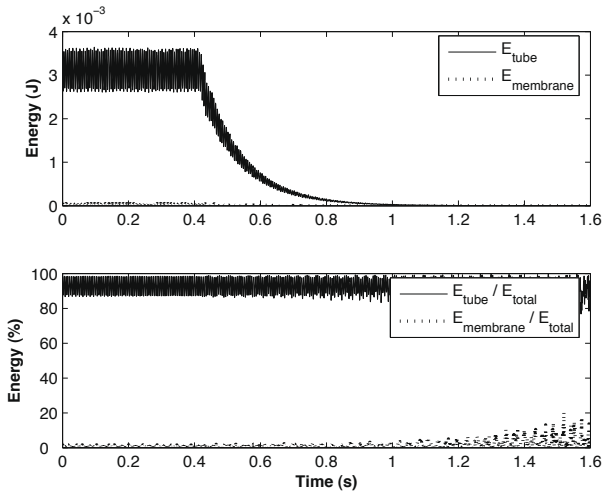 x 10⁻³
4
3
2
1
0
Energy (J)
E_tube
E_membrane
0 0.2 0.4 0.6 0.8 1 1.2 1.4 1.6
100
80
60
40
20
0
Energy (%)
E_tube / E_total
E_membrane / E_total
0 0.2 0.4 0.6 0.8 1 1.2 1.4 1.6
Time (s)